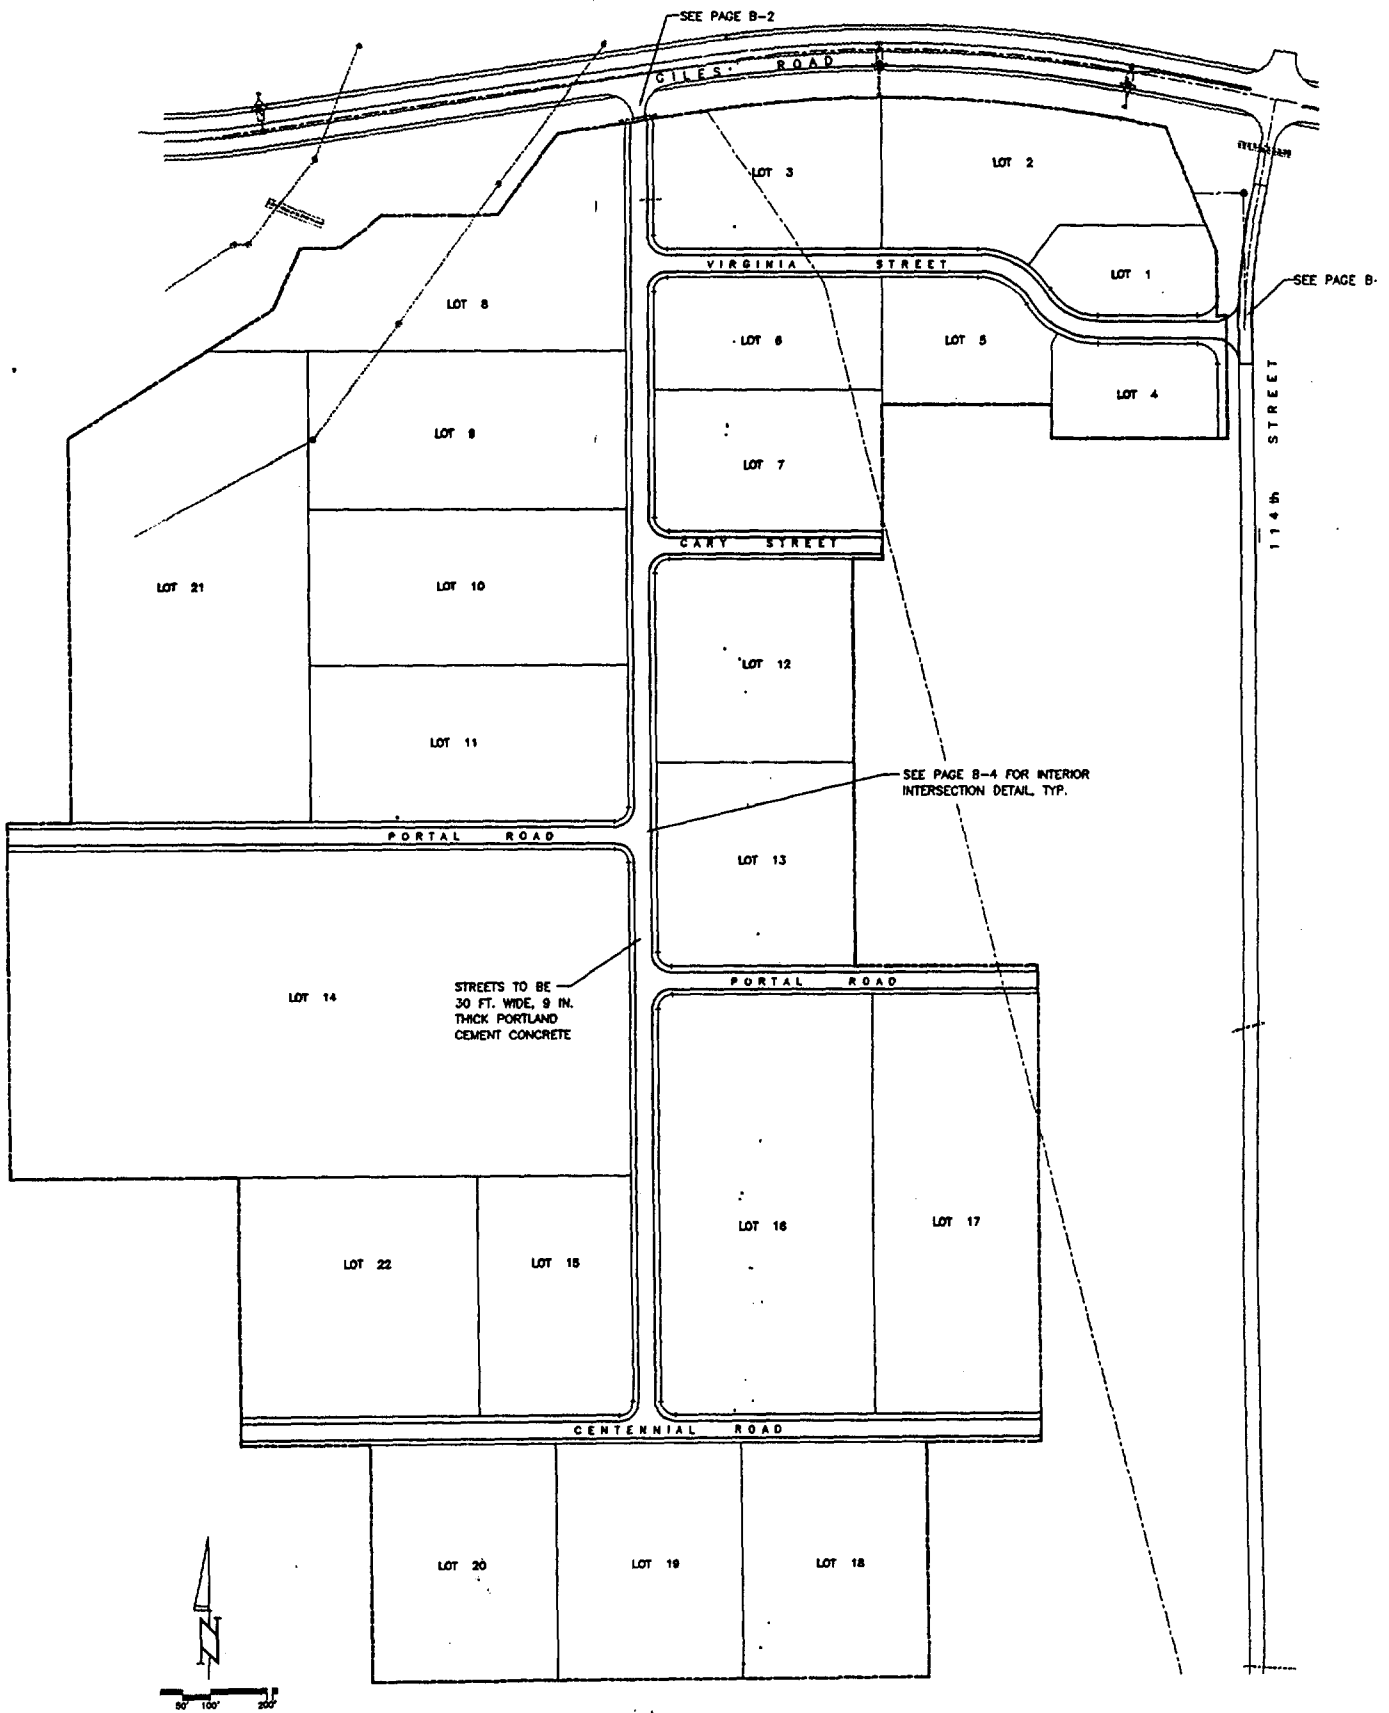 SEE PAGE B-2
GILES ROAD
LOT 3
LOT 2
VIRGINIA STREET
LOT 1
SEE PAGE B-
LOT 8
LOT 6
LOT 5
LOT 4
114th STREET
LOT 9
LOT 7
CARY STREET
LOT 21
LOT 10
LOT 12
LOT 11
SEE PAGE B-4 FOR INTERIOR
INTERSECTION DETAIL, TYP.
PORTAL ROAD
LOT 13
PORTAL ROAD
LOT 14
STREETS TO BE
30 FT. WIDE, 9 IN.
THICK PORTLAND
CEMENT CONCRETE
LOT 16
LOT 17
LOT 22
LOT 15
CENTENNIAL ROAD
LOT 20
LOT 19
LOT 18
N
50' 100' 200'